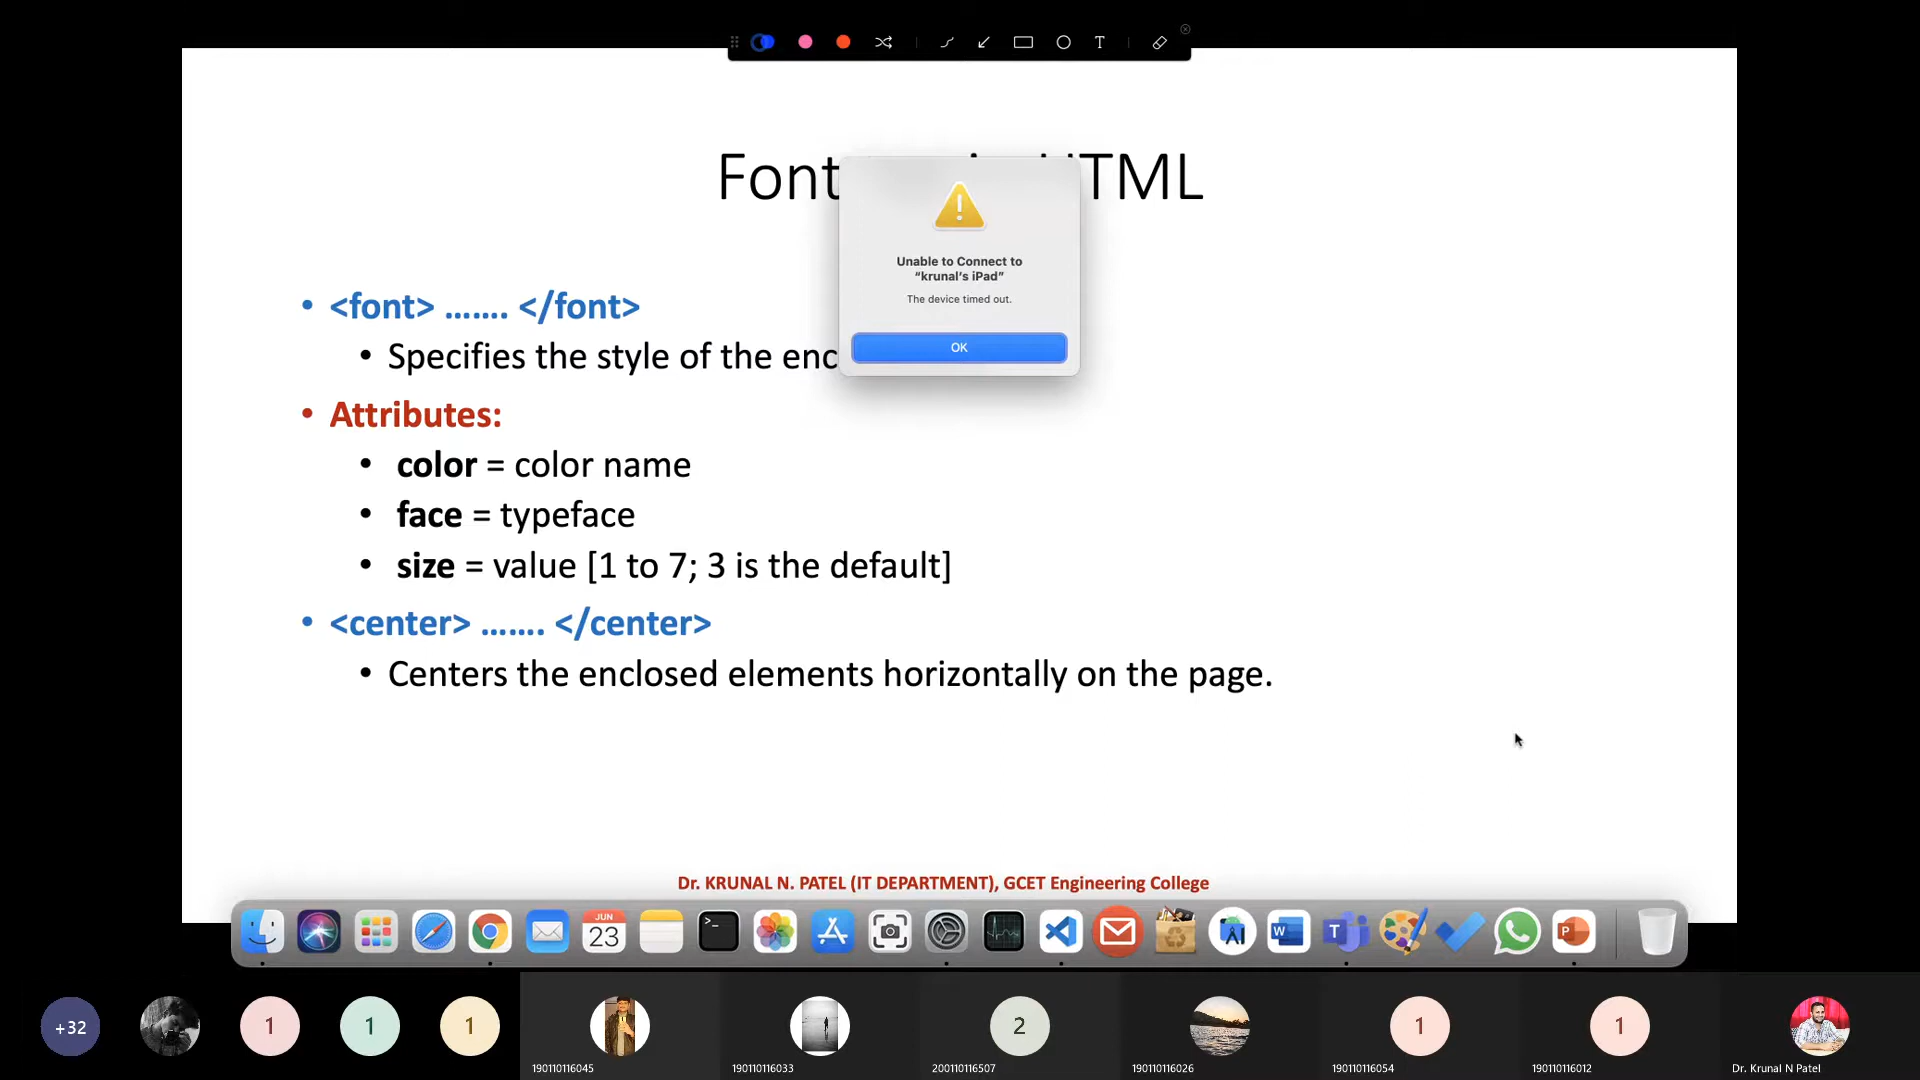 T
Font
HTML
Unable to Connect to
“krunal's iPad”
The device timed out.
OK
• <font> ……. </font>
• Specifies the style of the enc
• Attributes:
• color = color name
• face = typeface
• size = value [1 to 7; 3 is the default]
• <center> ……. </center>
• Centers the enclosed elements horizontally on the page.
Dr. KRUNAL N. PATEL (IT DEPARTMENT), GCET Engineering College
JUN
23
>_
AI
W
T
P
+32
1
1
1
2
1
1
190110116045
190110116033
200110116507
190110116026
190110116054
190110116012
Dr. Krunal N Patel